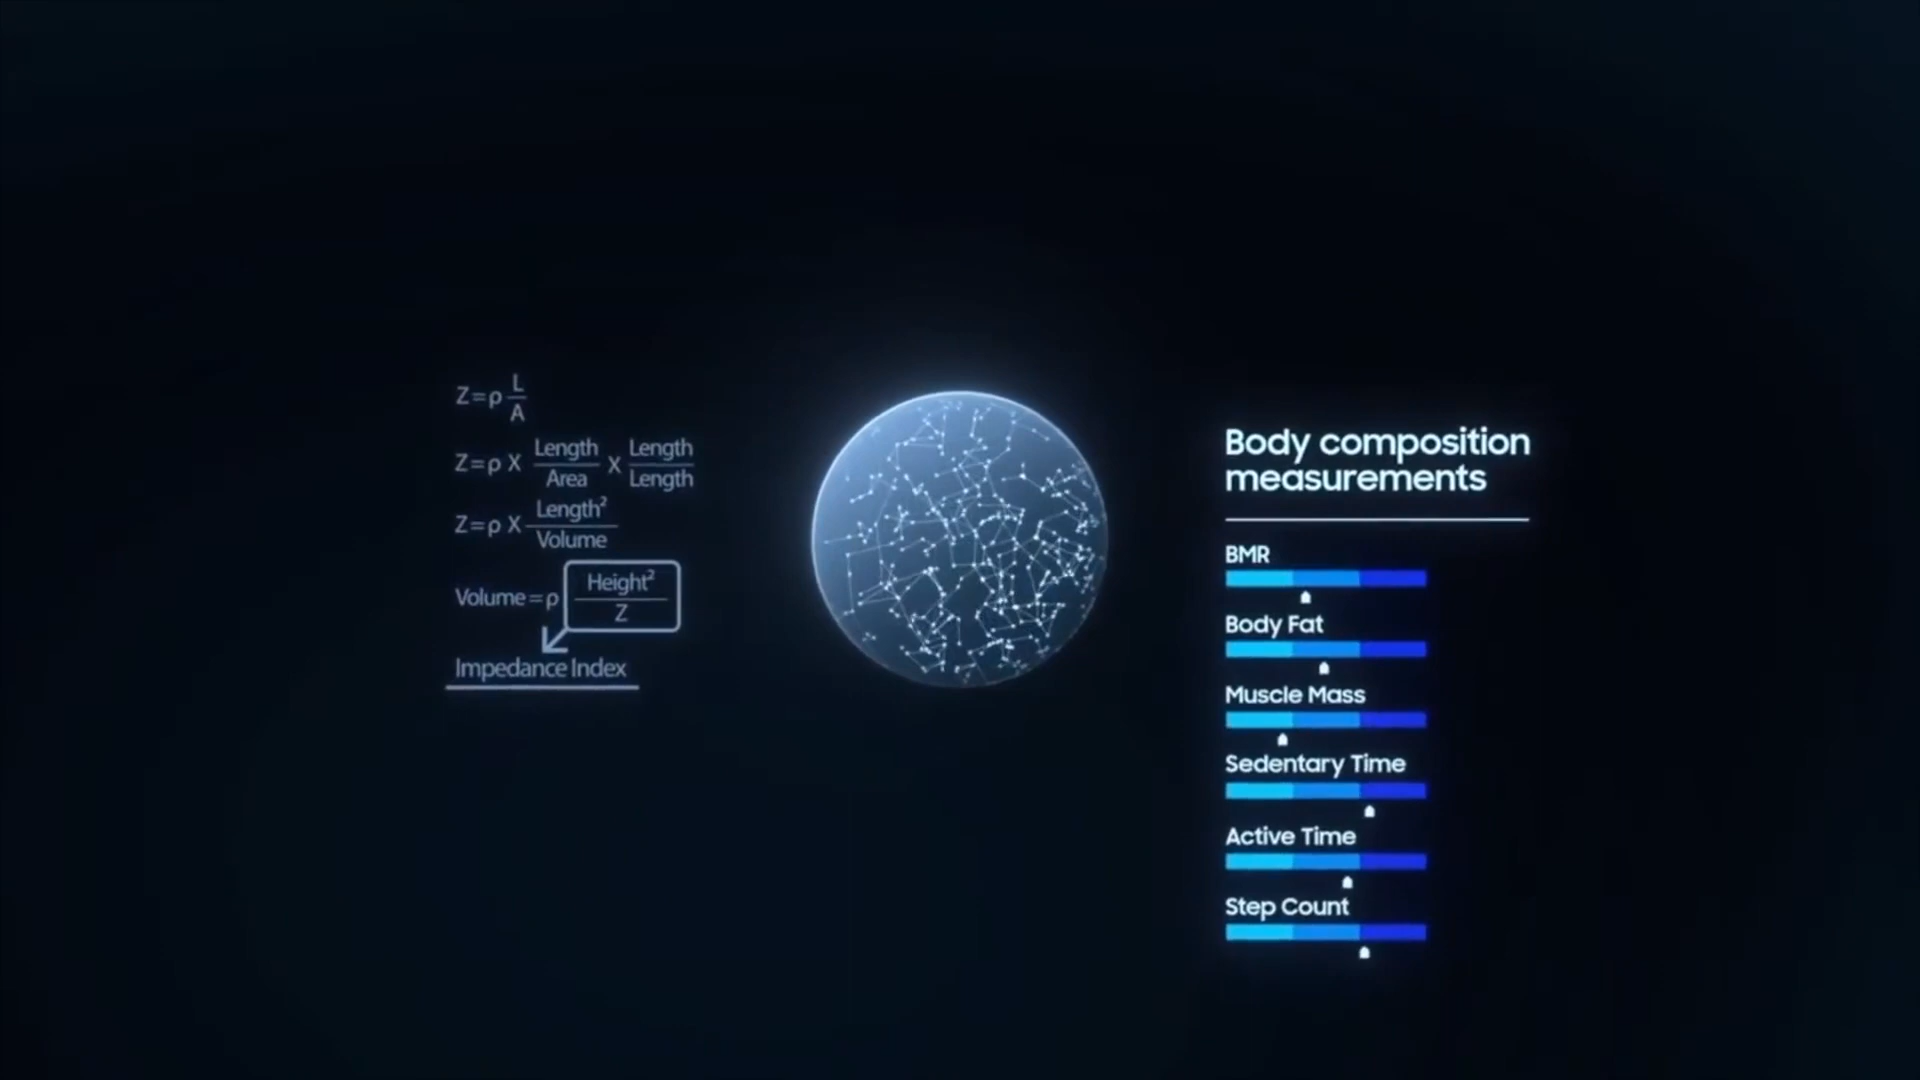 Z=ρ L/A
Z=ρ X Length/Area X Length/Length
Z=ρ X Length²/Volume
Volume=ρ Height²/Z
Impedance Index
Body composition
measurements
BMR
Body Fat
Muscle Mass
Sedentary Time
Active Time
Step Count